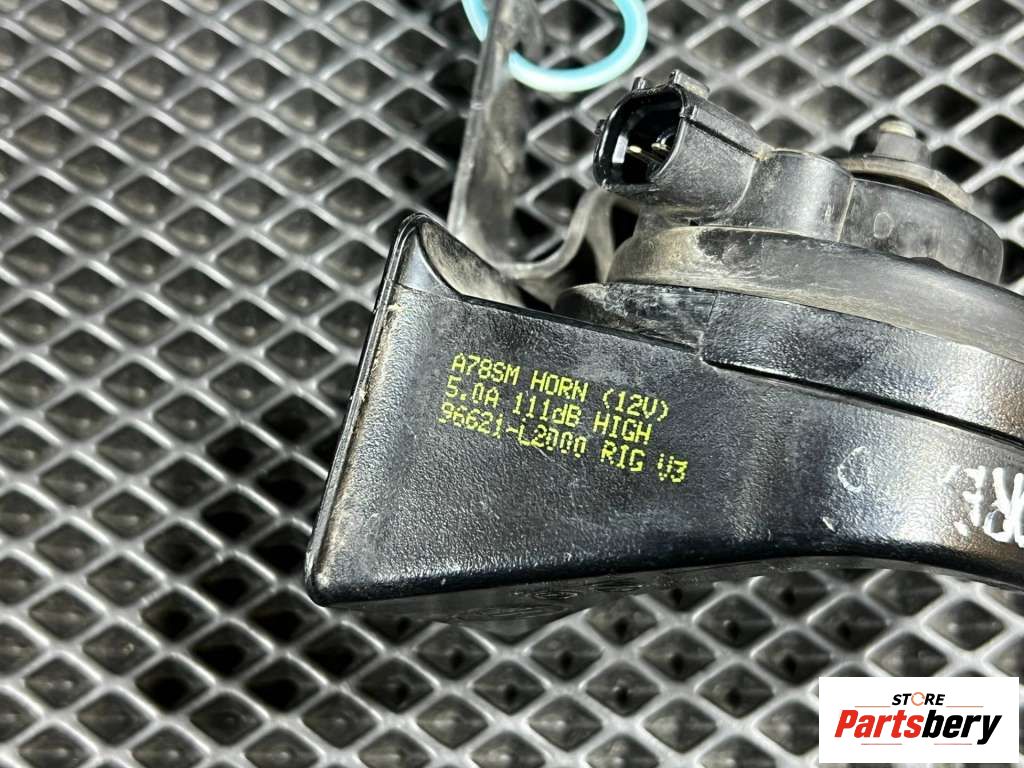 A78SM HORN (12V)
5.0A 111dB HIGH
96621-L2000 RIG V3
STORE
Partsbery